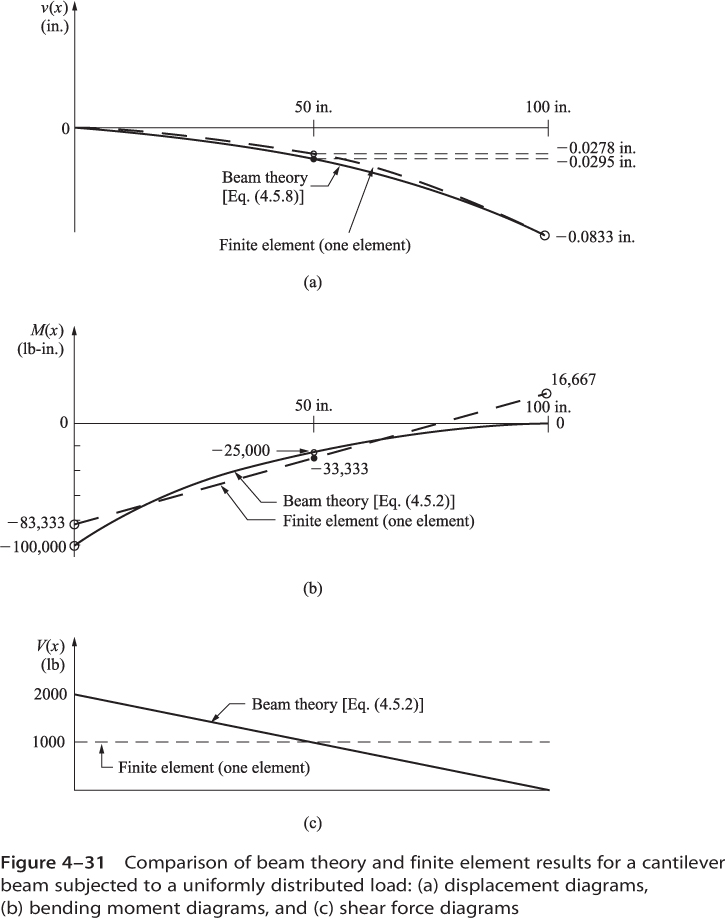 v(x)
(in.)
50 in.
100 in.
0
−0.0278 in.
−0.0295 in.
Beam theory
[Eq. (4.5.8)]
Finite element (one element)
−0.0833 in.
(a)
M(x)
(lb-in.)
16,667
50 in.
100 in.
0
0
−25,000
−33,333
Beam theory [Eq. (4.5.2)]
−83,333
Finite element (one element)
−100,000
(b)
V(x)
(lb)
2000
Beam theory [Eq. (4.5.2)]
1000
Finite element (one element)
(c)
Figure 4–31 Comparison of beam theory and finite element results for a cantilever
beam subjected to a uniformly distributed load: (a) displacement diagrams,
(b) bending moment diagrams, and (c) shear force diagrams